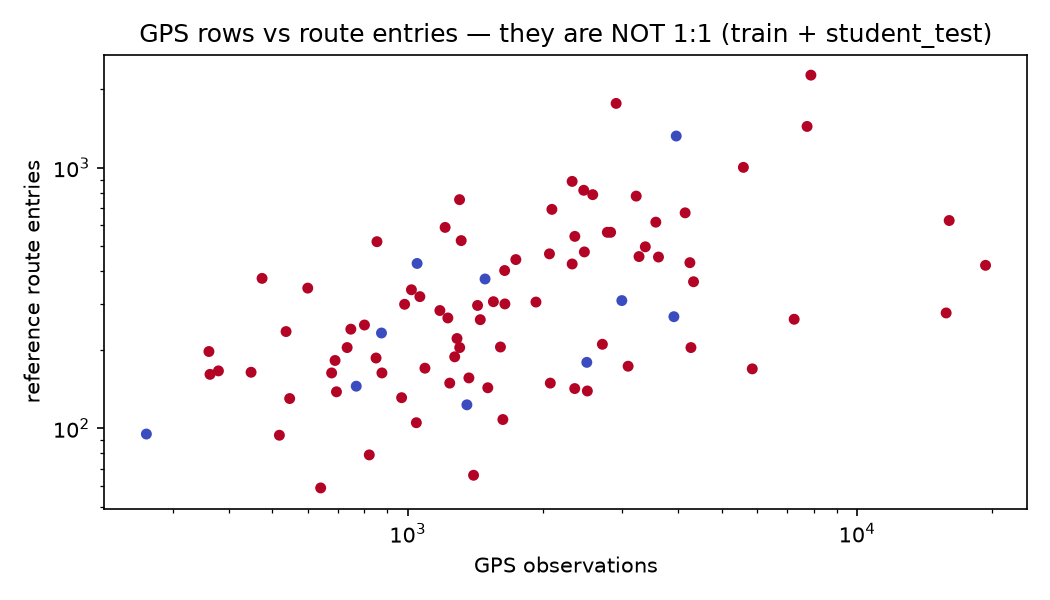 GPS rows vs route entries — they are NOT 1:1 (train + student_test)
reference route entries
10³
10²
10³
10⁴
GPS observations